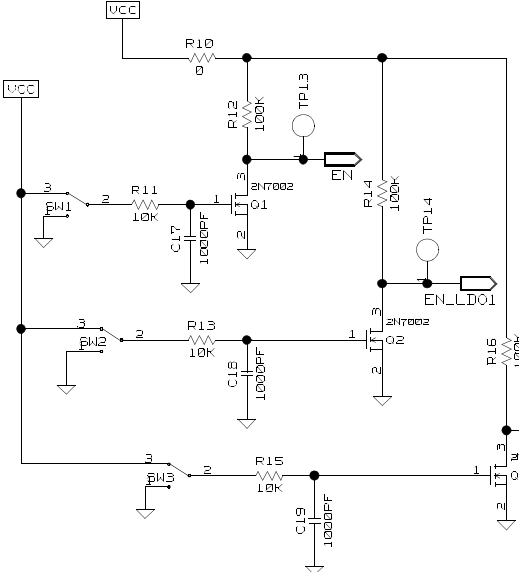 VCC
R10
0
VCC
R12
100K
TP13
EN
3
2N7002
1
Q1
2
3
SW1
1
2
R11
10K
C17
1000PF
R14
100K
TP14
1
EN_LDO1
3
2N7002
1
Q2
2
3
SW2
1
2
R13
10K
C18
1000PF
R16
100K
3
1
2
3
SW3
1
2
R15
10K
C19
1000PF